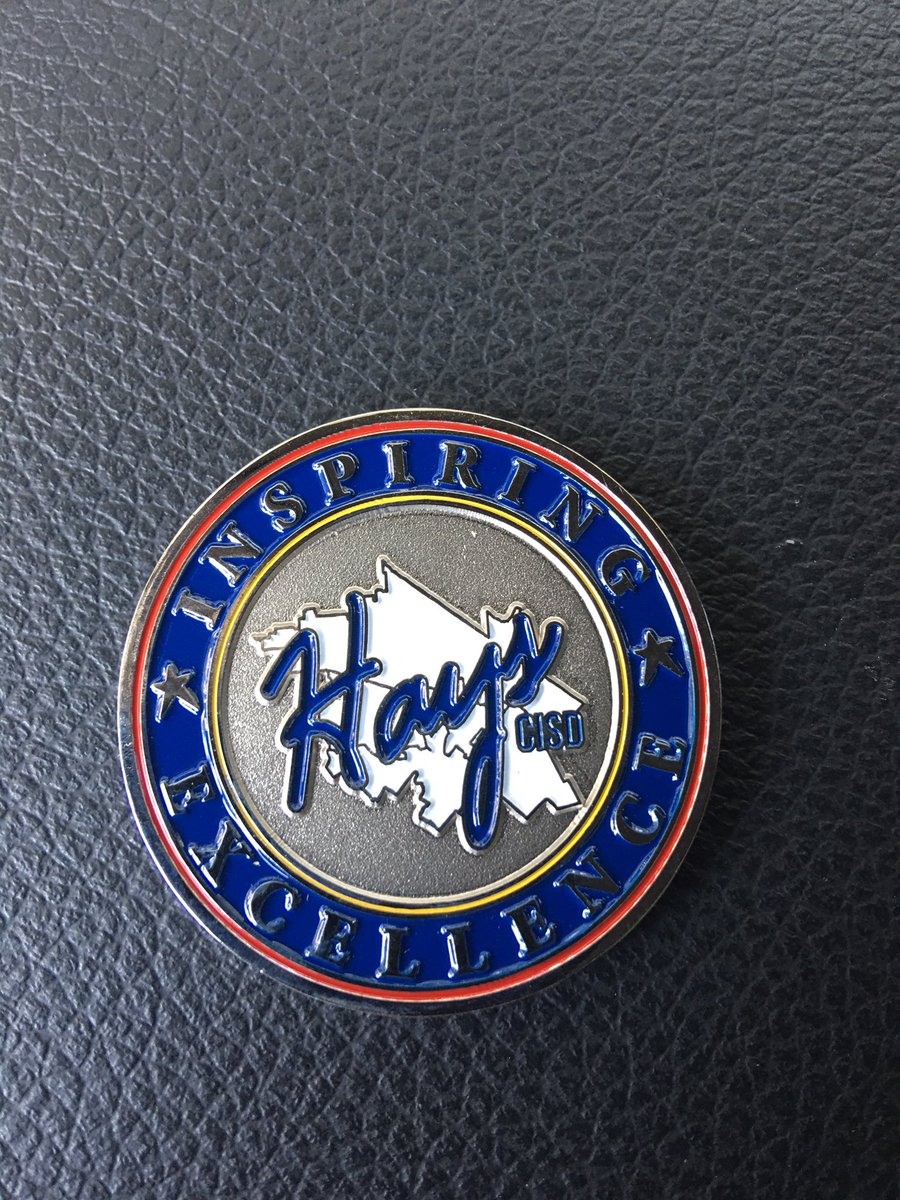 INSPIRING
Hays
CISD
EXCELLENCE